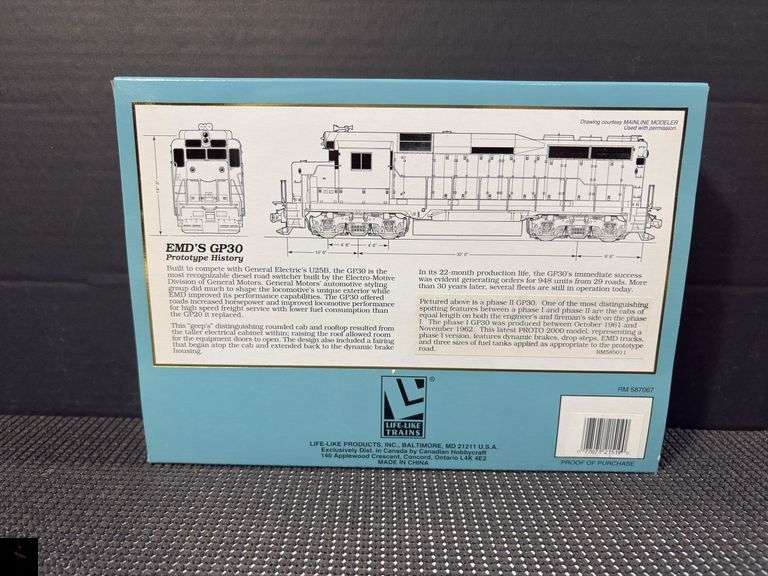 Drawing courtesy MAINLINE MODELER
Used with permission.
EMD'S GP30
Prototype History
Built to compete with General Electric's U25B, the GP30 is the
most recognizable diesel road switcher built by the Electro-Motive
Division of General Motors. General Motors' automotive styling
group did much to shape the locomotive's unique exterior while
EMD improved its performance capabilities. The GP30 offered
roads increased horsepower and improved locomotive performance
for high speed freight service with lower fuel consumption than
the GP20 it replaced.
This "geep's" distinguishing rounded cab and rooftop resulted from
the taller electrical cabinet within; raising the roof allowed room
for the equipment doors to open. The design also included a fairing
that began atop the cab and extended back to the dynamic brake
housing.
In its 22-month production life, the GP30's immediate success
was evident generating orders for 948 units from 29 roads. More
than 30 years later, several fleets are still in operation today.
Pictured above is a phase II GP30. One of the most distinguishing
spotting features between a phase I and phase II are the cabs of
equal length on both the engineer's and fireman's side on the phase
I. The phase I GP30 was produced between October 1961 and
November 1962. This latest PROTO 2000 model, representing a
phase I version, features dynamic brakes, drop steps, EMD trucks,
and three sizes of fuel tanks applied as appropriate to the prototype
road.
RM585011
RM 587067
LIFE-LIKE
TRAINS
®
LIFE-LIKE PRODUCTS, INC., BALTIMORE, MD 21211 U.S.A.
Exclusively Dist. in Canada by Canadian Hobbycraft
140 Applewood Crescent, Concord, Ontario L4K 4E2
MADE IN CHINA
PROOF OF PURCHASE